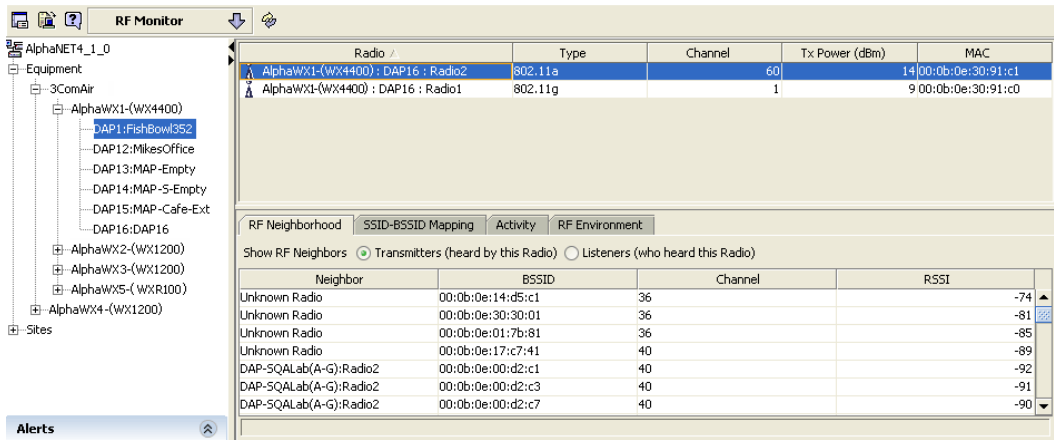 RF Monitor
AlphaNET4_1_0
Equipment
3ComAir
AlphaWX1-(WX4400)
DAP1:FishBowl352
DAP12:MikesOffice
DAP13:MAP-Empty
DAP14:MAP-S-Empty
DAP15:MAP-Cafe-Ext
DAP16:DAP16
AlphaWX2-(WX1200)
AlphaWX3-(WX1200)
AlphaWX5-(WXR100)
AlphaWX4-(WX1200)
Sites
Alerts
Radio Type Channel Tx Power (dBm) MAC
AlphaWX1-(WX4400) : DAP16 : Radio2 802.11a 60 14 00:0b:0e:30:91:c1
AlphaWX1-(WX4400) : DAP16 : Radio1 802.11g 1 9 00:0b:0e:30:91:c0
RF Neighborhood SSID-BSSID Mapping Activity RF Environment
Show RF Neighbors Transmitters (heard by this Radio) Listeners (who heard this Radio)
Neighbor BSSID Channel RSSI
Unknown Radio 00:0b:0e:14:d5:c1 36 -74
Unknown Radio 00:0b:0e:30:30:01 36 -81
Unknown Radio 00:0b:0e:01:7b:81 36 -85
Unknown Radio 00:0b:0e:17:c7:41 40 -89
DAP-SQALab(A-G):Radio2 00:0b:0e:00:d2:c1 40 -92
DAP-SQALab(A-G):Radio2 00:0b:0e:00:d2:c3 40 -91
DAP-SQALab(A-G):Radio2 00:0b:0e:00:d2:c7 40 -90